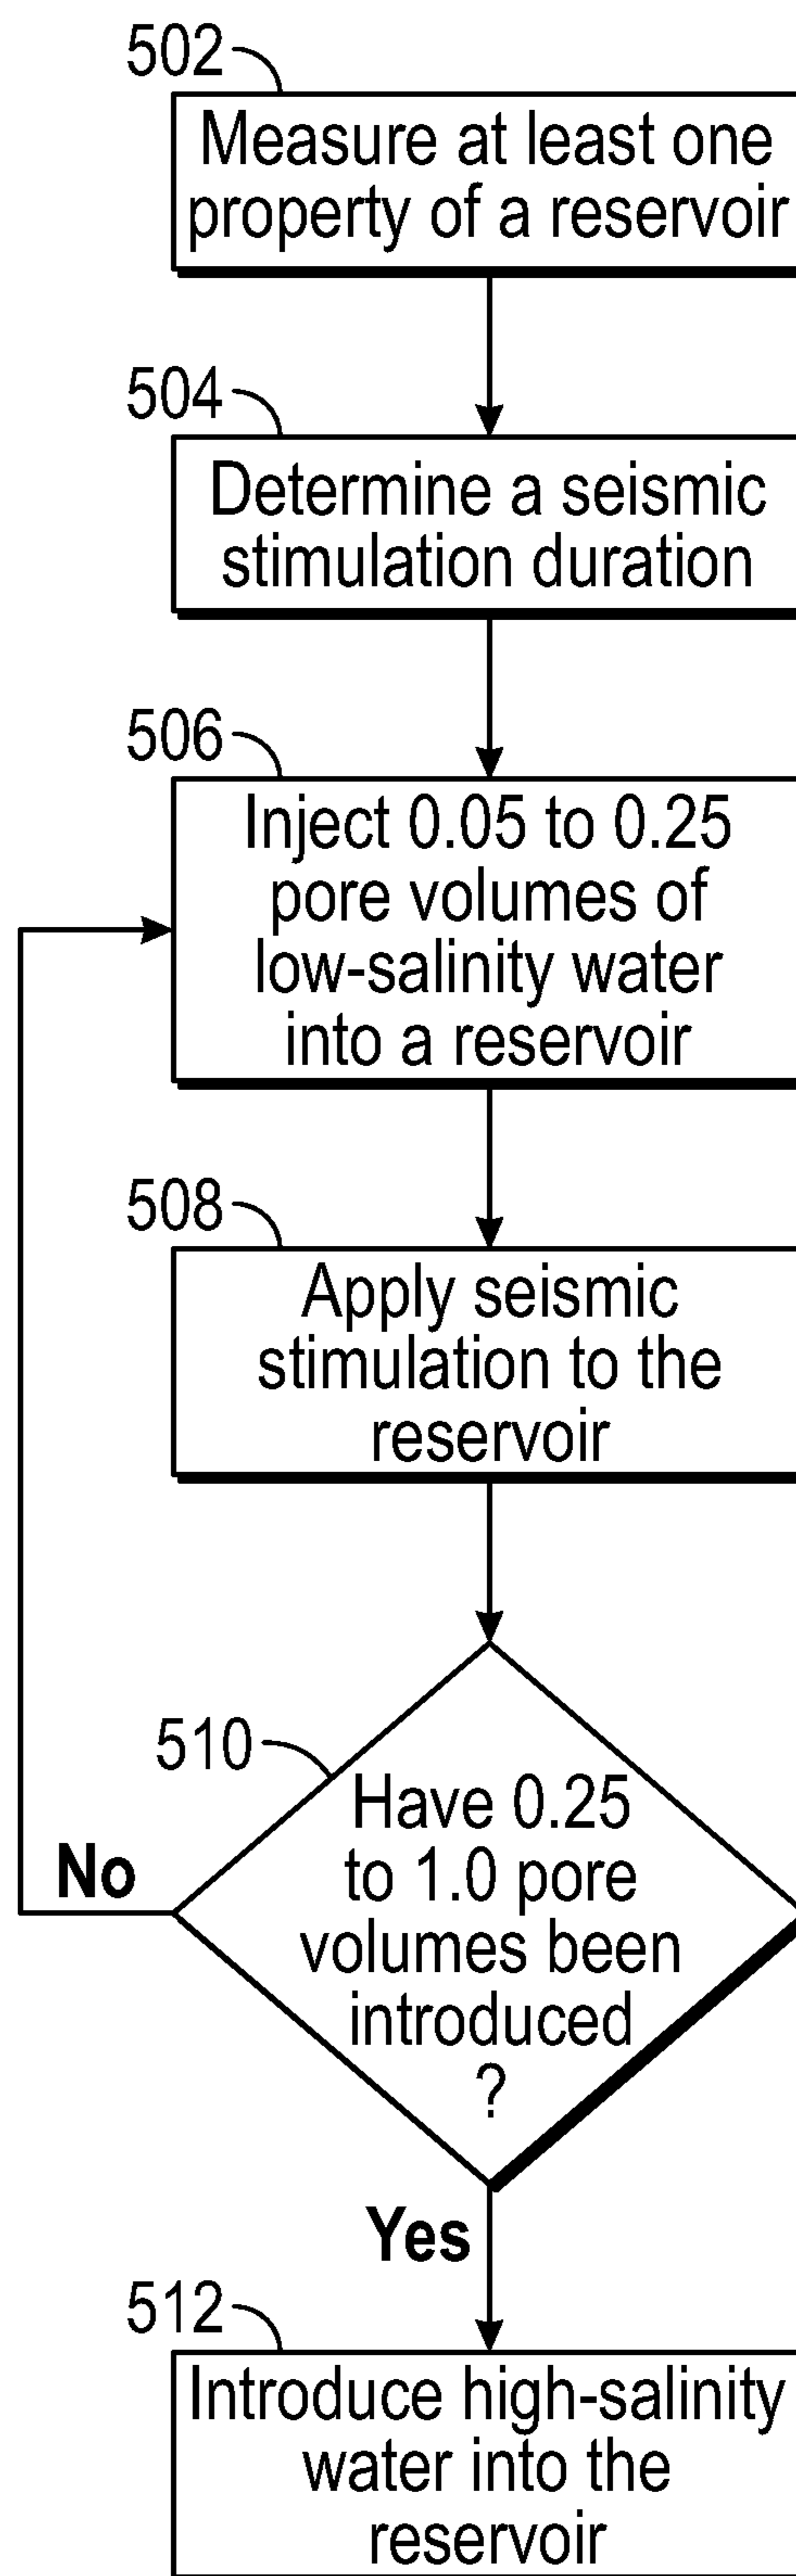 502
Measure at least one
property of a reservoir
504
Determine a seismic
stimulation duration
506
Inject 0.05 to 0.25
pore volumes of
low-salinity water
into a reservoir
508
Apply seismic
stimulation to the
reservoir
510
Have 0.25
to 1.0 pore
volumes been
introduced
?
No
Yes
512
Introduce high-salinity
water into the
reservoir